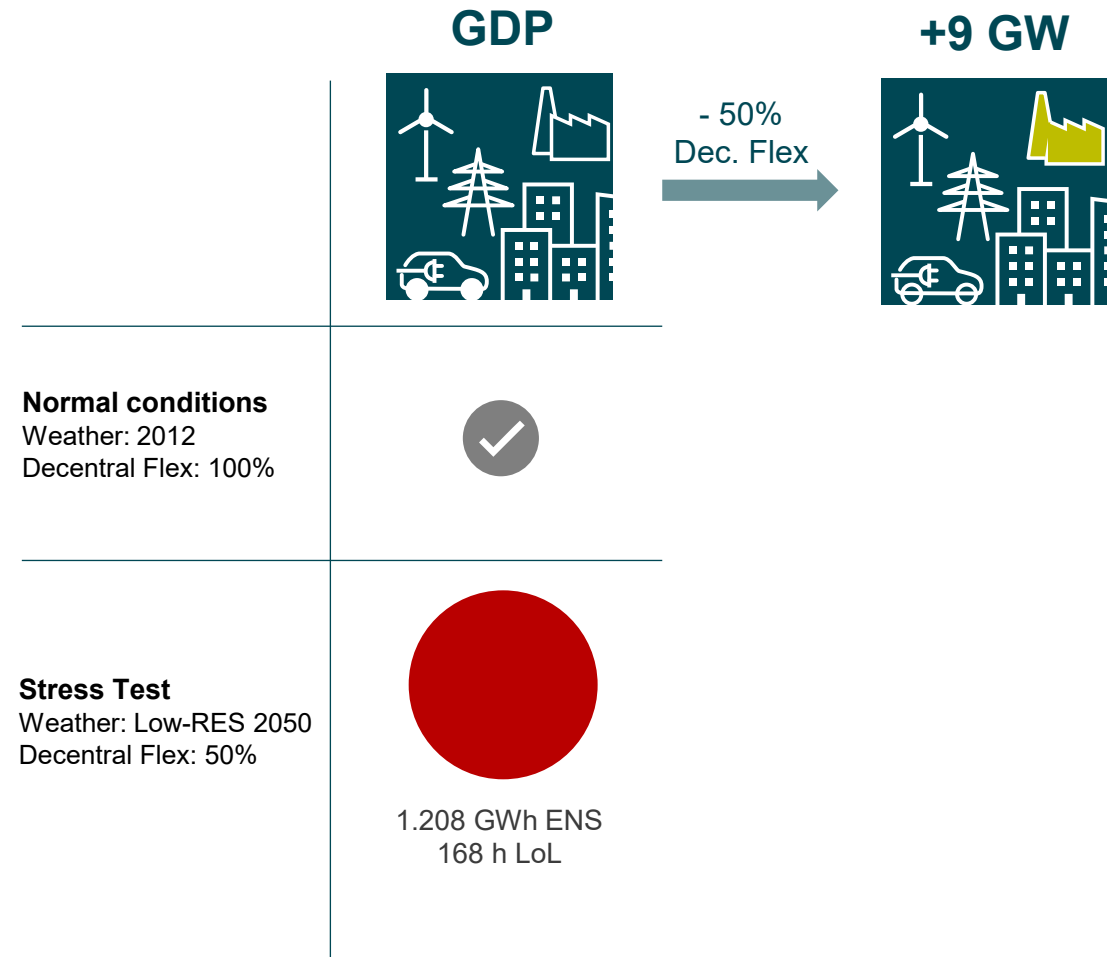 GDP
+9 GW
- 50%
Dec. Flex
Normal conditions
Weather: 2012
Decentral Flex: 100%
Stress Test
Weather: Low-RES 2050
Decentral Flex: 50%
1.208 GWh ENS
168 h LoL